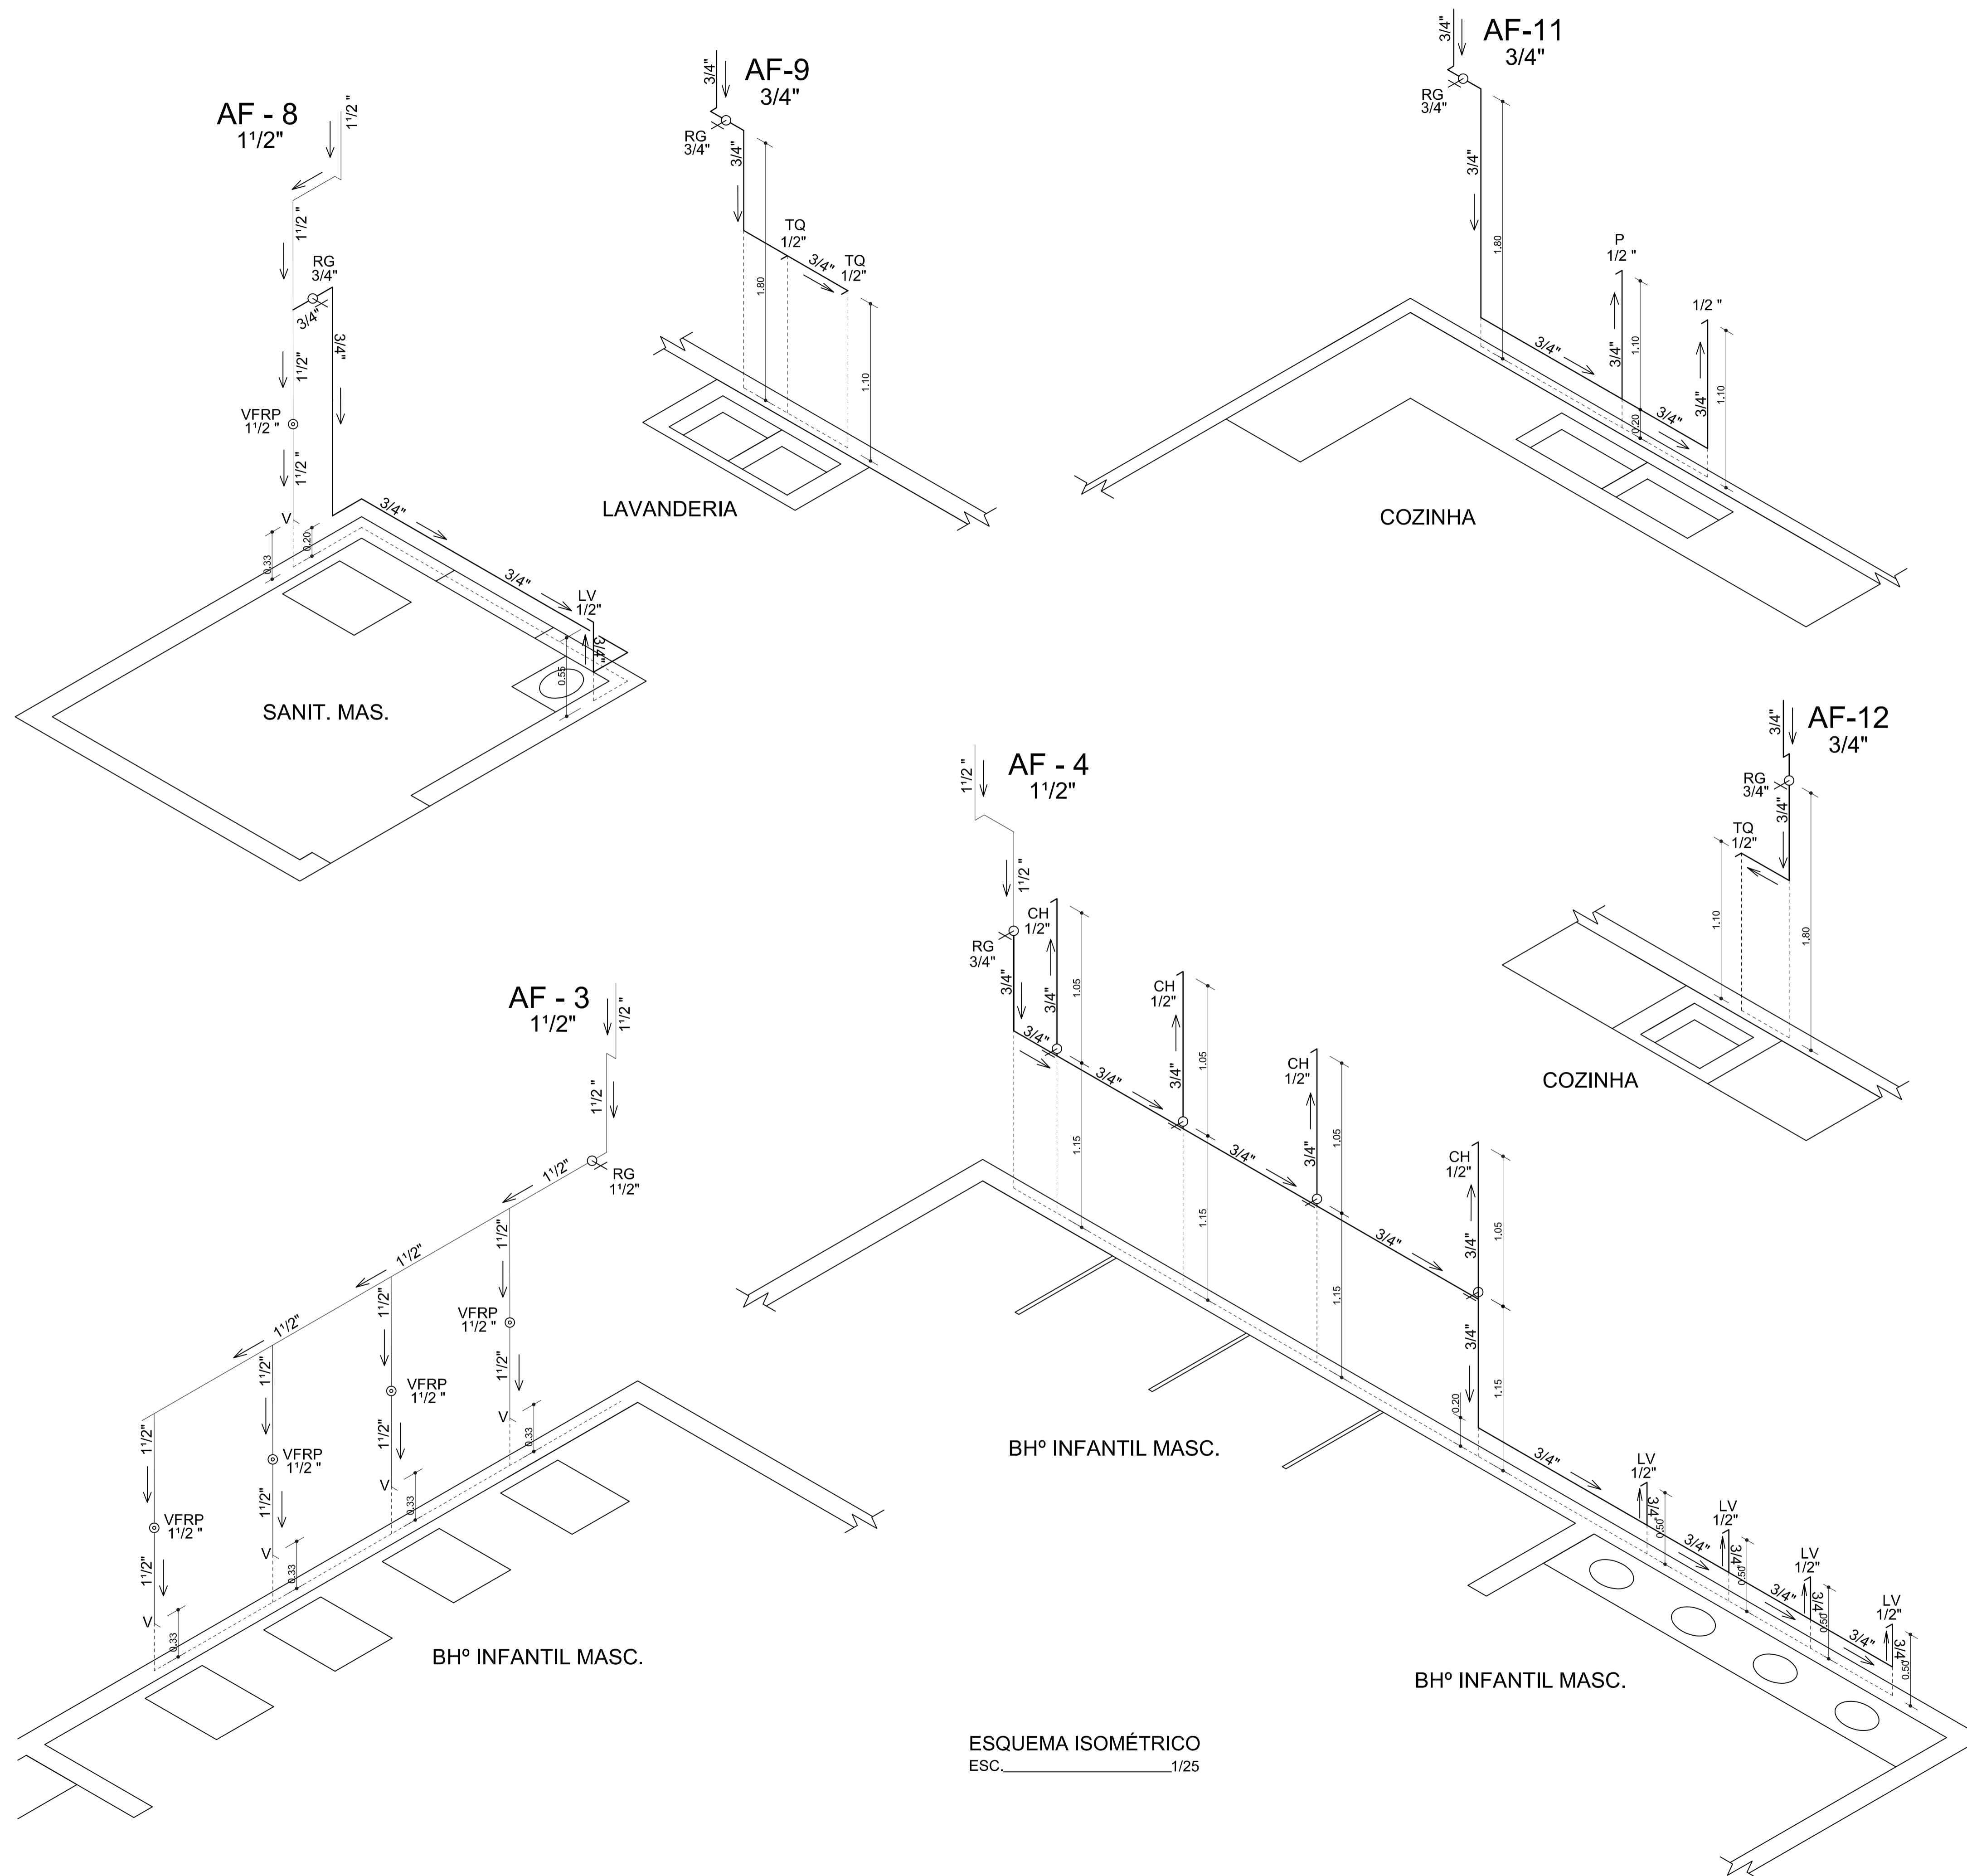 AF - 8
1¹/2"
1¹/2 "
1¹/2 "
RG
3/4"
3/4"
3/4"
1¹/2"
VFRP
1¹/2 "
1¹/2 "
V
0.33
0.20
3/4"
3/4"
LV
1/2"
3/4"
0.55
SANIT. MAS.
AF-9
3/4"
3/4"
RG
3/4"
3/4"
1.80
TQ
1/2"
3/4"
TQ
1/2"
1.10
LAVANDERIA
AF-11
3/4"
3/4"
RG
3/4"
3/4"
1.80
P
1/2 "
3/4"
3/4"
1.10
0.20
1/2 "
3/4"
3/4"
1.10
COZINHA
AF-12
3/4"
3/4"
RG
3/4"
3/4"
TQ
1/2"
1.10
1.80
COZINHA
AF - 4
1¹/2"
1¹/2 "
1¹/2 "
RG
3/4"
3/4"
CH
1/2"
3/4"
3/4"
1.05
1.15
3/4"
CH
1/2"
3/4"
1.05
1.15
3/4"
CH
1/2"
3/4"
1.05
1.15
3/4"
CH
1/2"
3/4"
1.05
3/4"
1.15
0.20
3/4"
LV
1/2"
3/4"
0.50
3/4"
LV
1/2"
3/4"
0.50
3/4"
LV
1/2"
3/4"
0.50
3/4"
LV
1/2"
3/4"
0.50
BHº INFANTIL MASC.
BHº INFANTIL MASC.
AF - 3
1¹/2"
1¹/2 "
1¹/2 "
RG
1¹/2"
1¹/2"
1¹/2"
VFRP
1¹/2 "
1¹/2"
V
0.33
1¹/2"
1¹/2"
VFRP
1¹/2 "
1¹/2"
V
0.33
1¹/2"
1¹/2"
VFRP
1¹/2 "
1¹/2"
V
0.33
1¹/2"
VFRP
1¹/2 "
1¹/2"
V
0.33
BHº INFANTIL MASC.
ESQUEMA ISOMÉTRICO
ESC.____________________1/25